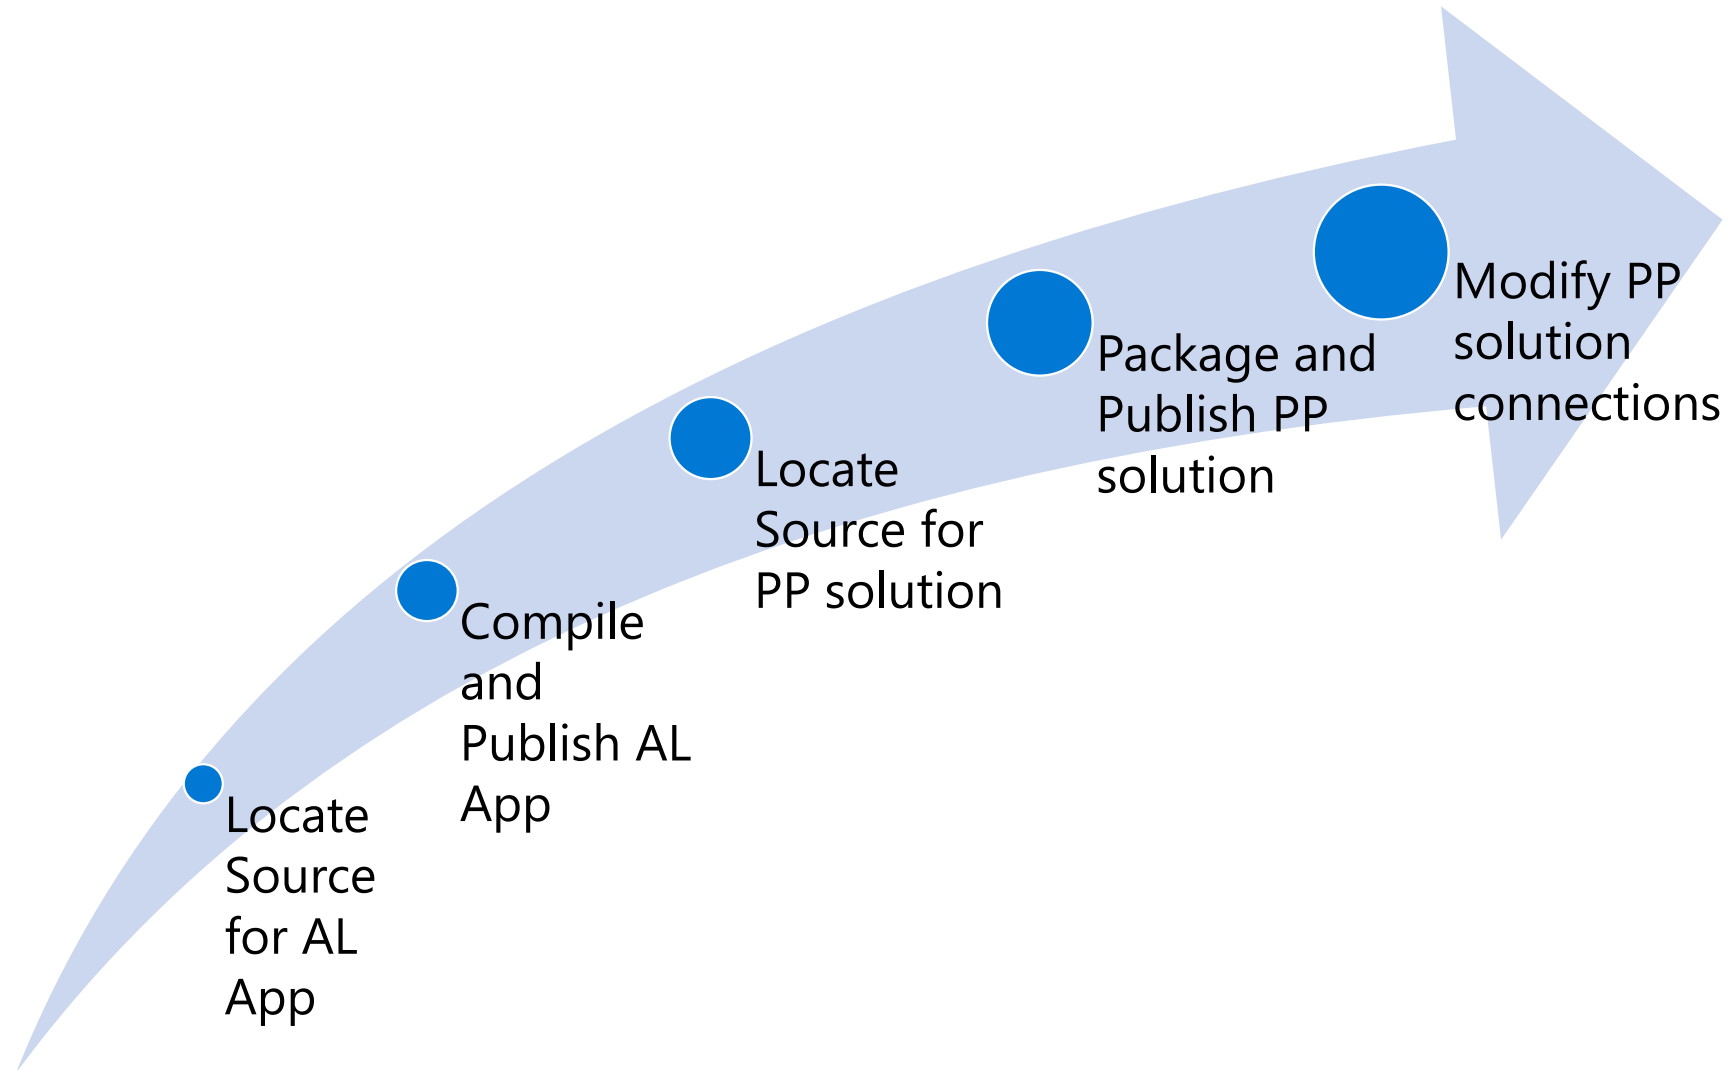 Locate
Source
for AL
App
Compile
and
Publish AL
App
Locate
Source for
PP solution
Package and
Publish PP
solution
Modify PP
solution
connections